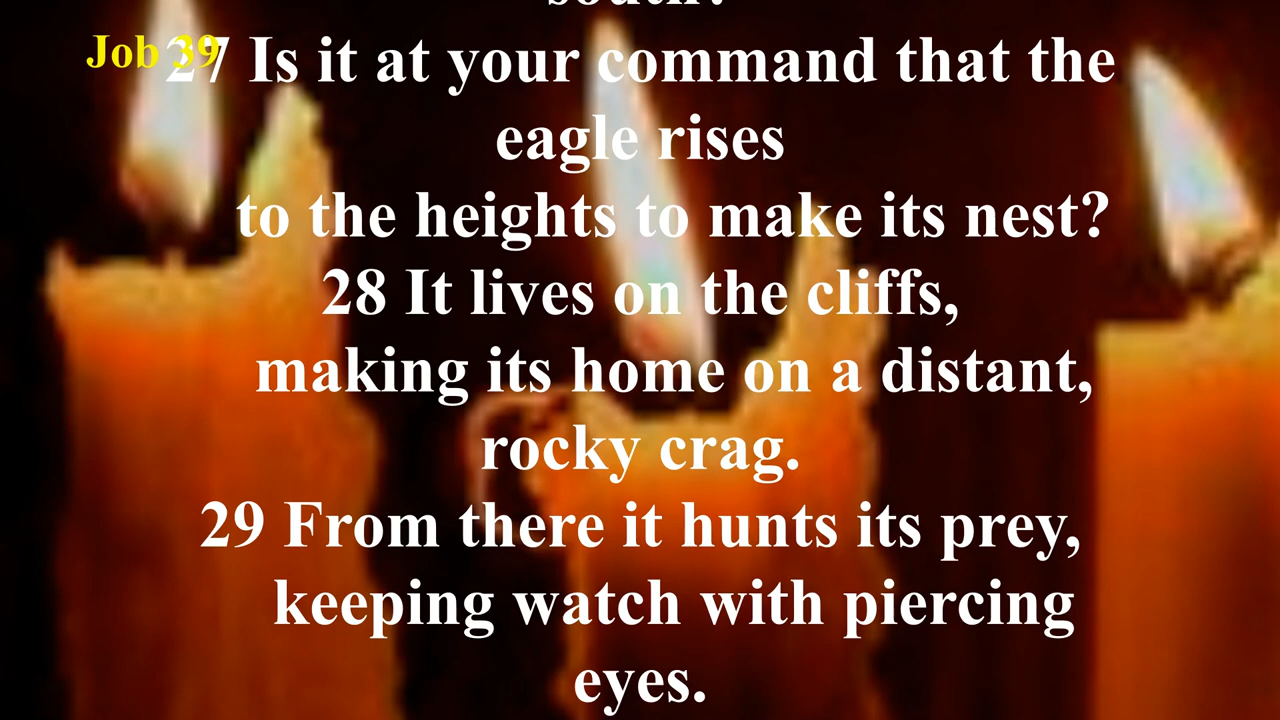 south?
Job 39
27 Is it at your command that the
eagle rises
to the heights to make its nest?
28 It lives on the cliffs,
making its home on a distant,
rocky crag.
29 From there it hunts its prey,
keeping watch with piercing
eyes.